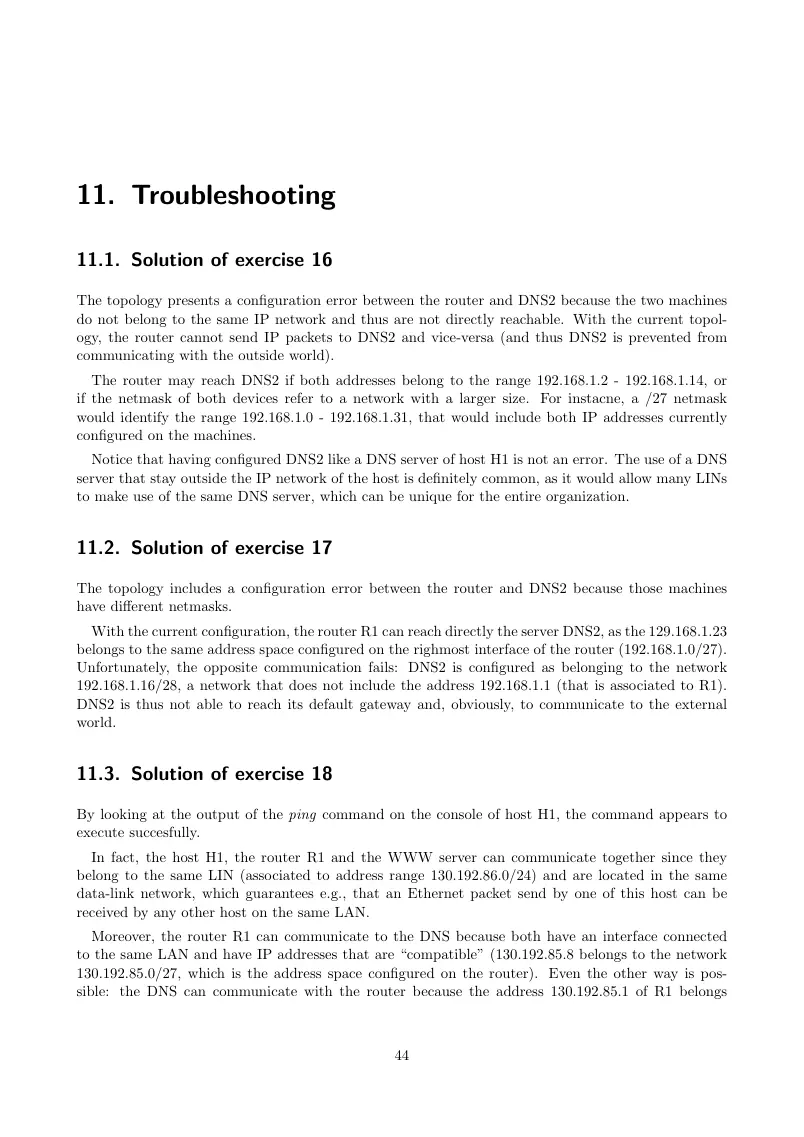 11. Troubleshooting
11.1. Solution of exercise 16
The topology presents a configuration error between the router and DNS2 because the two machines
do not belong to the same IP network and thus are not directly reachable. With the current topol-
ogy, the router cannot send IP packets to DNS2 and vice-versa (and thus DNS2 is prevented from
communicating with the outside world).
The router may reach DNS2 if both addresses belong to the range 192.168.1.2 - 192.168.1.14, or
if the netmask of both devices refer to a network with a larger size. For instacne, a /27 netmask
would identify the range 192.168.1.0 - 192.168.1.31, that would include both IP addresses currently
configured on the machines.
Notice that having configured DNS2 like a DNS server of host H1 is not an error. The use of a DNS
server that stay outside the IP network of the host is definitely common, as it would allow many LINs
to make use of the same DNS server, which can be unique for the entire organization.
11.2. Solution of exercise 17
The topology includes a configuration error between the router and DNS2 because those machines
have different netmasks.
With the current configuration, the router R1 can reach directly the server DNS2, as the 129.168.1.23
belongs to the same address space configured on the righmost interface of the router (192.168.1.0/27).
Unfortunately, the opposite communication fails: DNS2 is configured as belonging to the network
192.168.1.16/28, a network that does not include the address 192.168.1.1 (that is associated to R1).
DNS2 is thus not able to reach its default gateway and, obviously, to communicate to the external
world.
11.3. Solution of exercise 18
By looking at the output of the ping command on the console of host H1, the command appears to
execute succesfully.
In fact, the host H1, the router R1 and the WWW server can communicate together since they
belong to the same LIN (associated to address range 130.192.86.0/24) and are located in the same
data-link network, which guarantees e.g., that an Ethernet packet send by one of this host can be
received by any other host on the same LAN.
Moreover, the router R1 can communicate to the DNS because both have an interface connected
to the same LAN and have IP addresses that are “compatible” (130.192.85.8 belongs to the network
130.192.85.0/27, which is the address space configured on the router). Even the other way is pos-
sible: the DNS can communicate with the router because the address 130.192.85.1 of R1 belongs
44